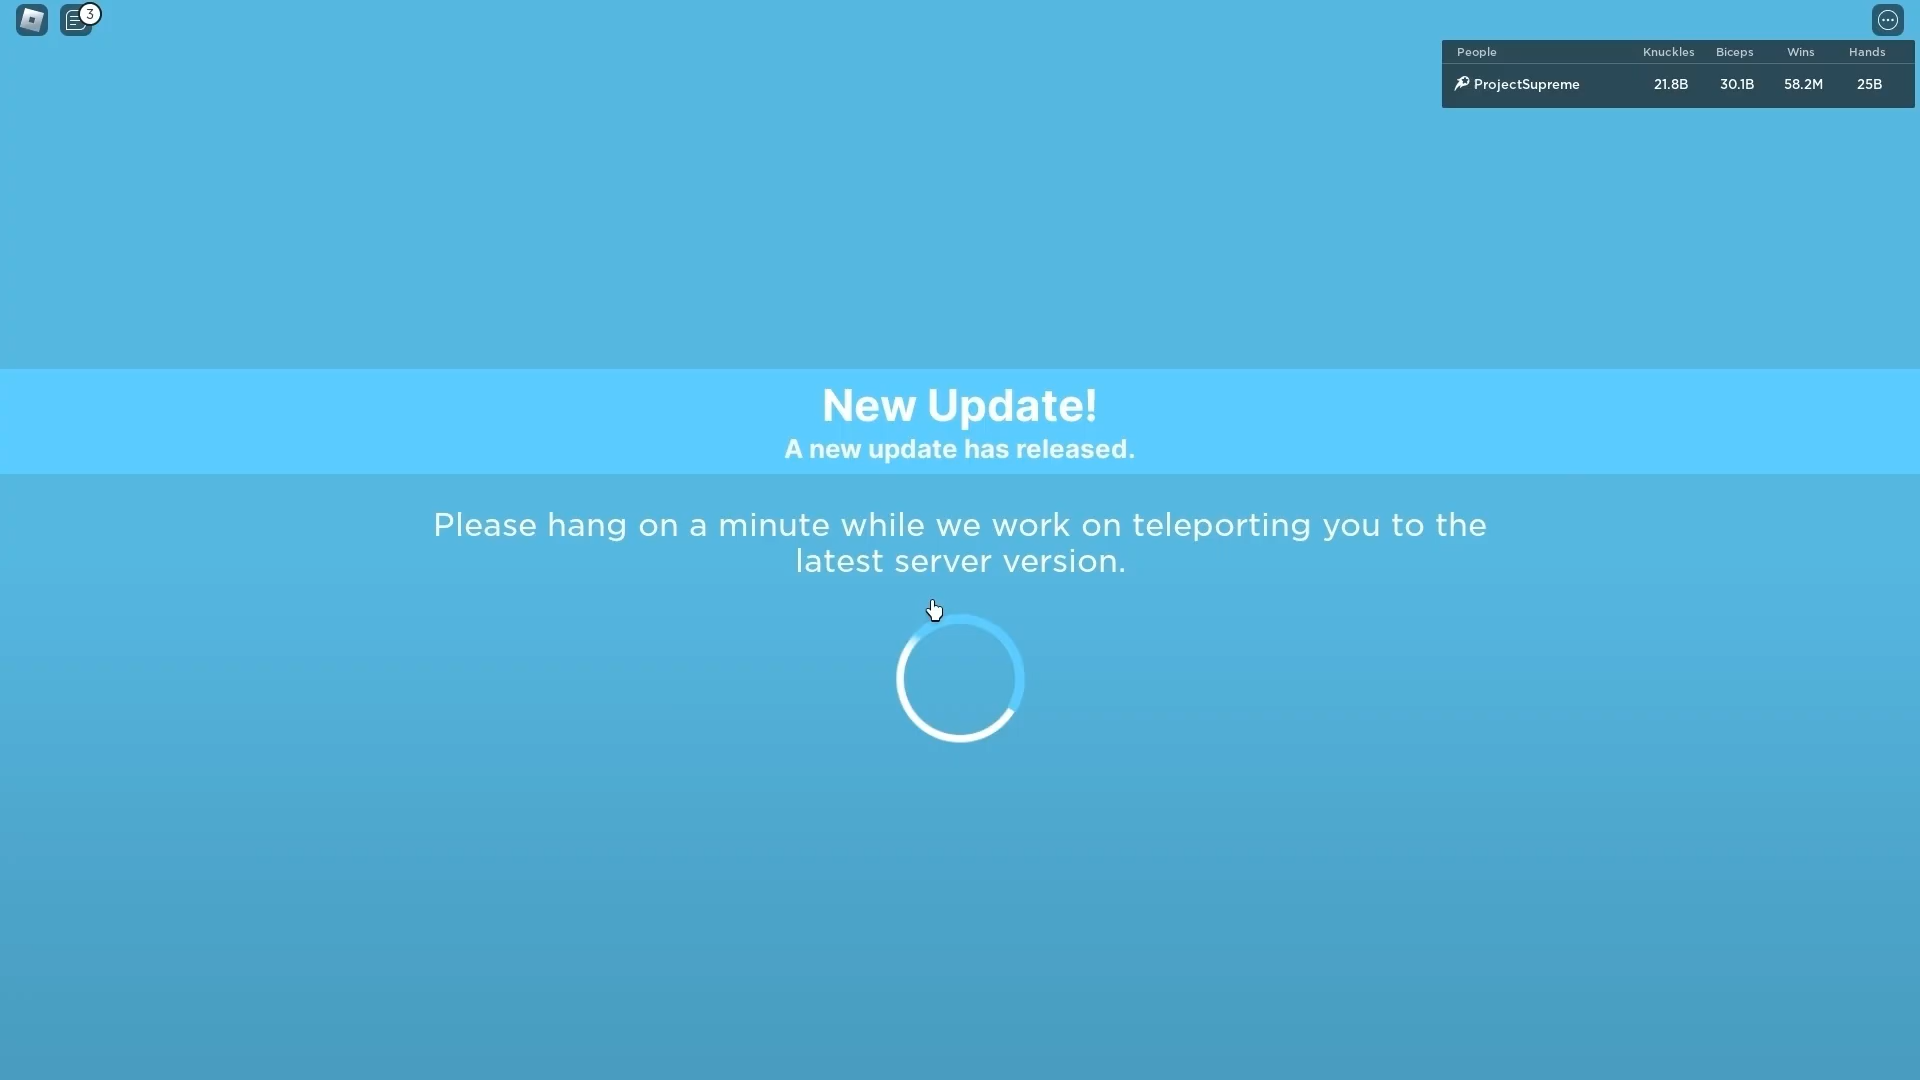 3
People Knuckles Biceps Wins Hands
ProjectSupreme 21.8B 30.1B 58.2M 25B
New Update!
A new update has released.
Please hang on a minute while we work on teleporting you to the
latest server version.